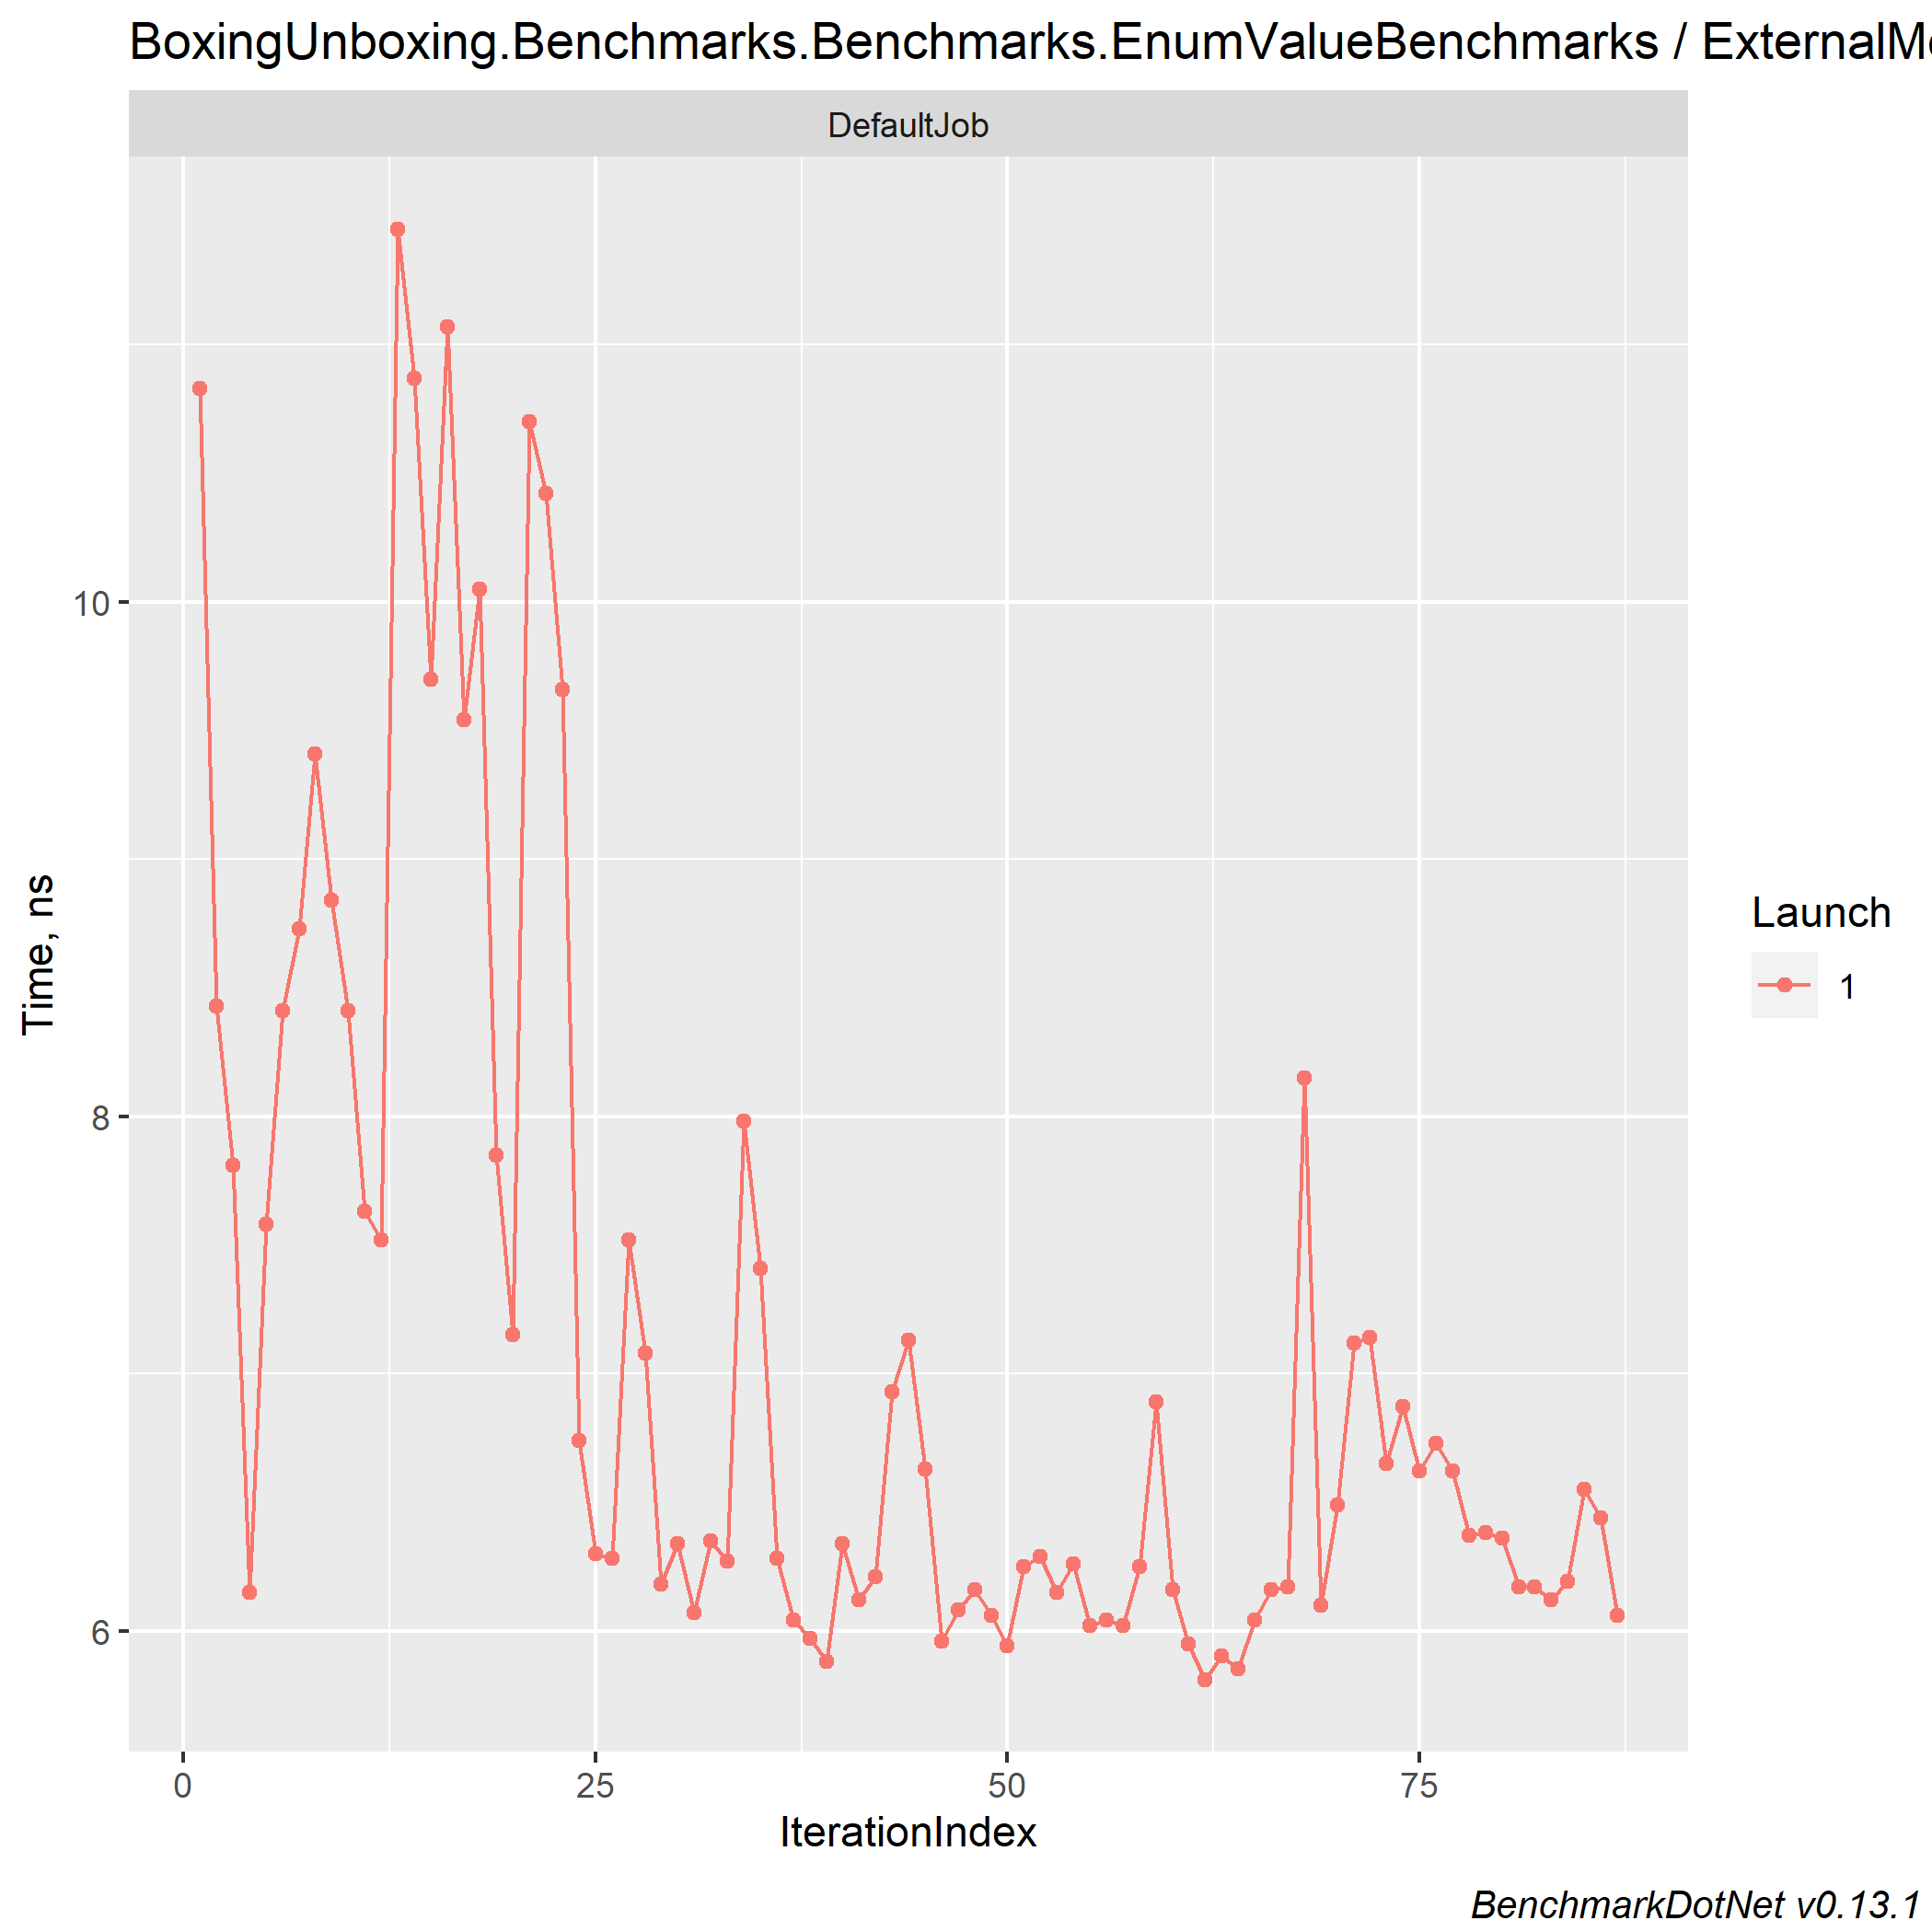 BoxingUnboxing.Benchmarks.Benchmarks.EnumValueBenchmarks / ExternalM
DefaultJob
10
8
6
Time, ns
0 25 50 75
IterationIndex
Launch
1
BenchmarkDotNet v0.13.1